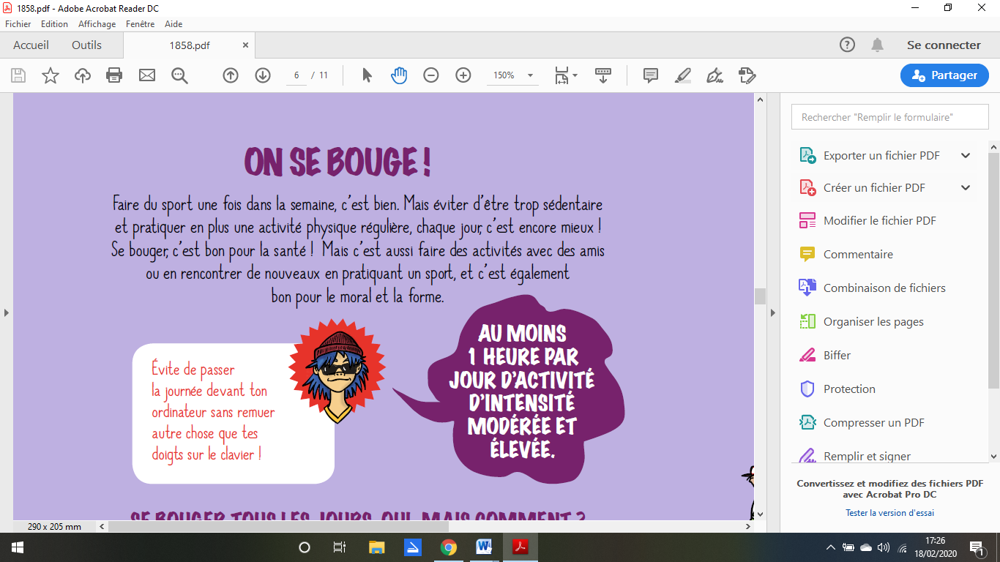 1858.pdf - Adobe Acrobat Reader DC
Fichier Edition Affichage Fenêtre Aide
Accueil Outils 1858.pdf × Se connecter
6 / 11 150% Partager
ON SE BOUGE !
Faire du sport une fois dans la semaine, c'est bien. Mais éviter d'être trop sédentaire
et pratiquer en plus une activité physique régulière, chaque jour, c'est encore mieux !
Se bouger, c'est bon pour la santé ! Mais c'est aussi faire des activités avec des amis
ou en rencontrer de nouveaux en pratiquant un sport, et c'est également
bon pour le moral et la forme.
Évite de passer
la journée devant ton
ordinateur sans remuer
autre chose que tes
doigts sur le clavier !
AU MOINS
1 HEURE PAR
JOUR D'ACTIVITÉ
D'INTENSITÉ
MODÉRÉE ET
ÉLEVÉE.
SE BOUGER TOUS LES JOURS, OUI, MAIS COMMENT ?
290 x 205 mm
Rechercher "Remplir le formulaire"
Exporter un fichier PDF
Créer un fichier PDF
Modifier le fichier PDF
Commentaire
Combinaison de fichiers
Organiser les pages
Biffer
Protection
Compresser un PDF
Remplir et signer
Convertissez et modifiez des fichiers PDF
avec Acrobat Pro DC
Tester la version d'essai
17:26
18/02/2020
1